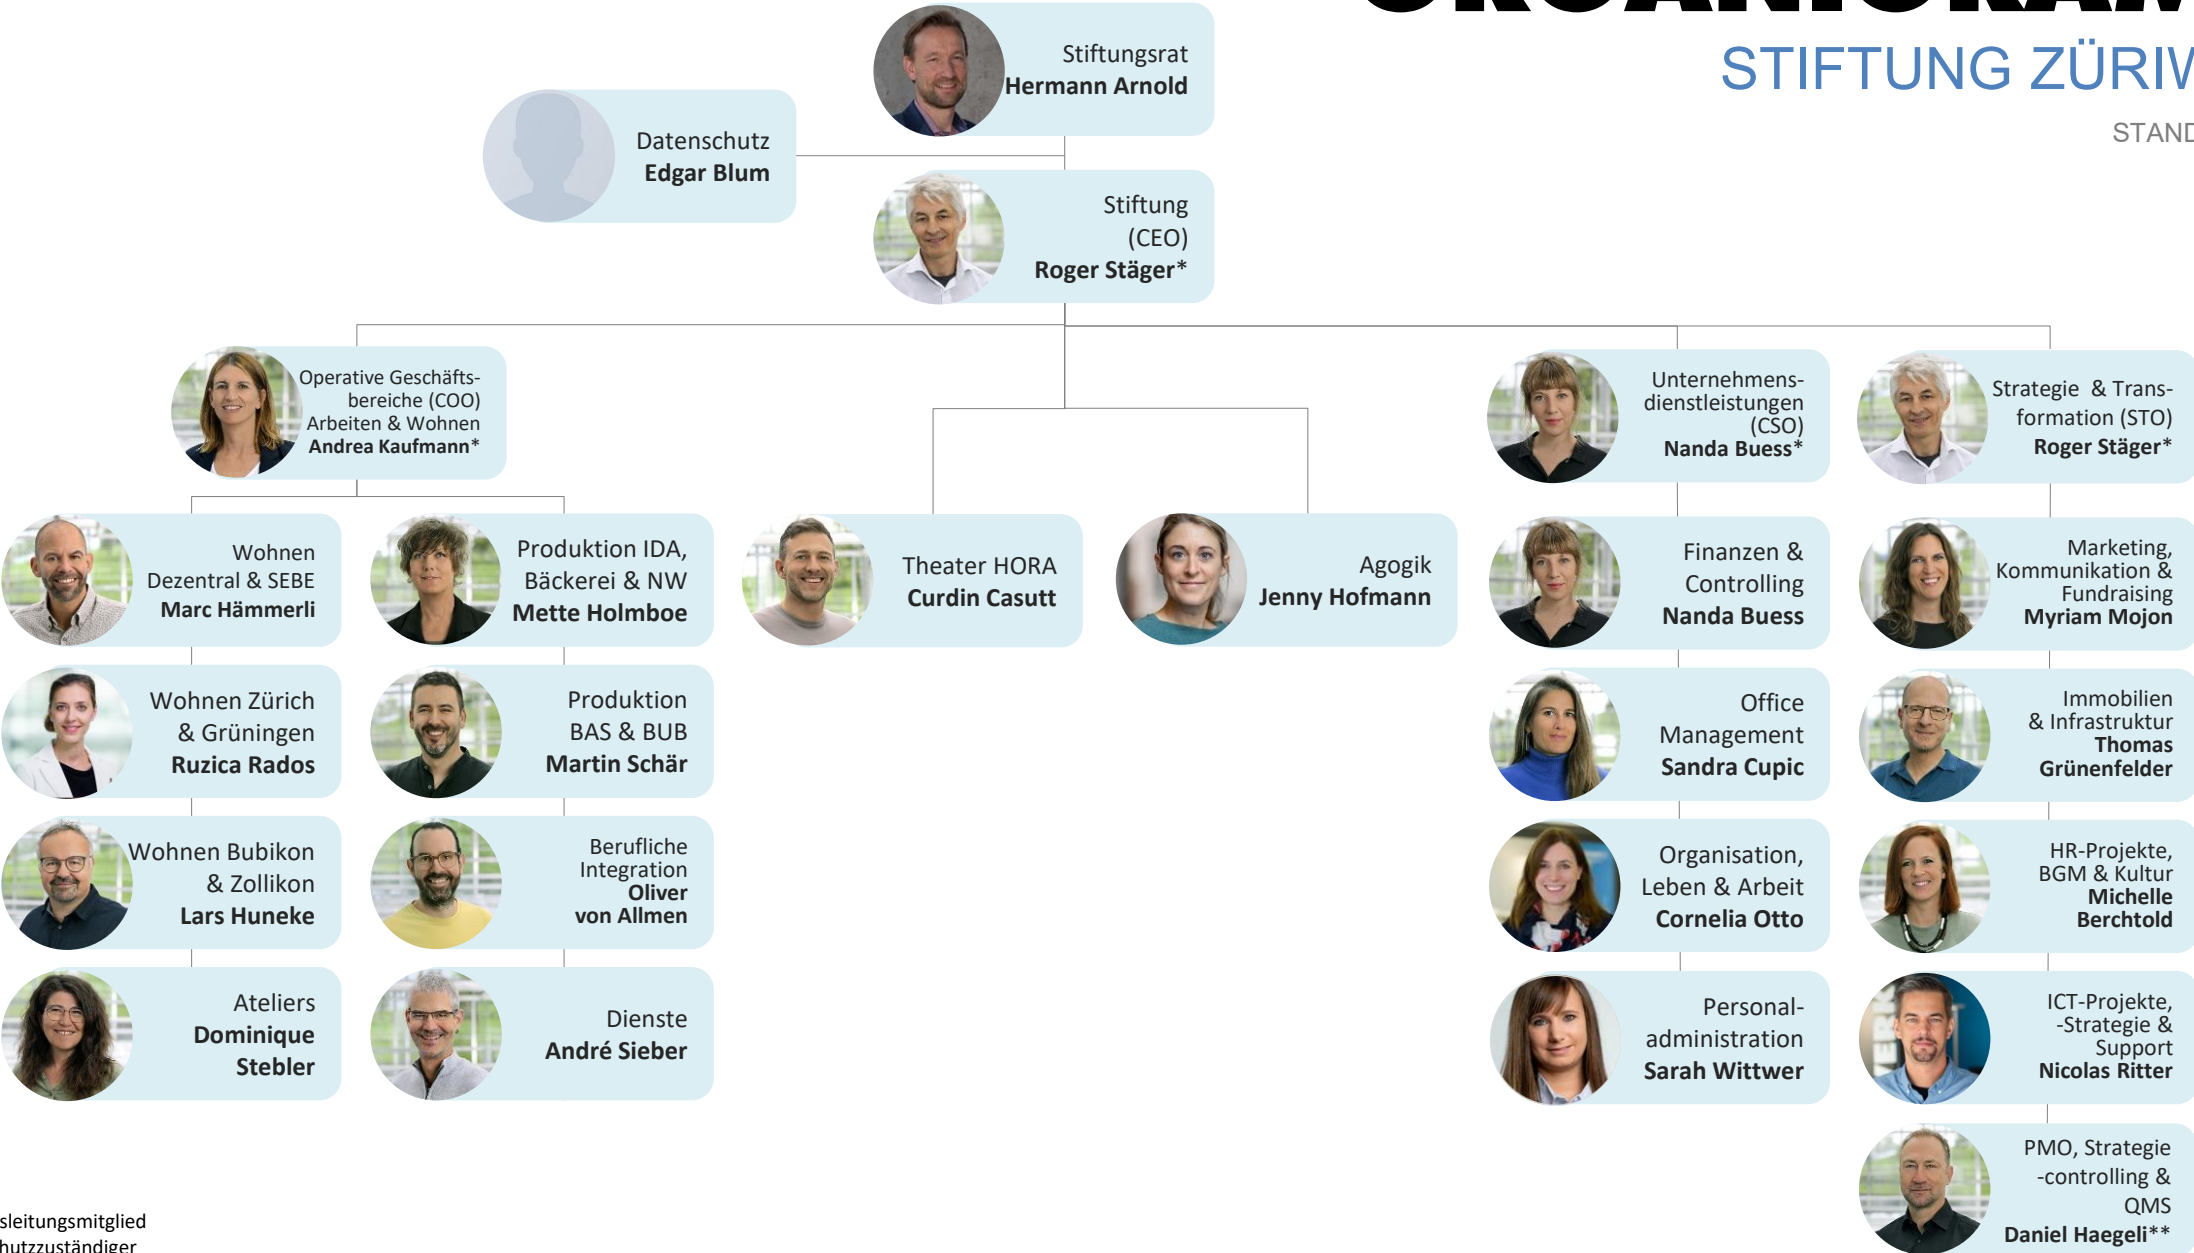 STIFTUNG
STAND
Stiftungsrat
Hermann Arnold
Datenschutz
Edgar Blum
Stiftung
(CEO)
Roger Stäger*
Operative Geschäfts-
bereiche (COO)
Arbeiten & Wohnen
Andrea Kaufmann*
Unternehmens-
dienstleistungen
(CSO)
Nanda Buess*
Strategie & Trans-
formation (STO)
Roger Stäger*
Wohnen
Dezentral & SEBE
Marc Hämmerli
Produktion IDA,
Bäckerei & NW
Mette Holmboe
Theater HORA
Curdin Casutt
Agogik
Jenny Hofmann
Finanzen &
Controlling
Nanda Buess
Marketing,
Kommunikation &
Fundraising
Myriam Mojon
Wohnen Zürich
& Grüningen
Ruzica Rados
Produktion
BAS & BUB
Martin Schär
Office
Management
Sandra Cupic
Immobilien
& Infrastruktur
Thomas
Grünenfelder
Wohnen Bubikon
& Zollikon
Lars Huneke
Berufliche
Integration
Oliver
von Allmen
Organisation,
Leben & Arbeit
Cornelia Otto
HR-Projekte,
BGM & Kultur
Michelle
Berchtold
Ateliers
Dominique
Stebler
Dienste
André Sieber
Personal-
administration
Sarah Wittwer
ICT-Projekte,
-Strategie &
Support
Nicolas Ritter
PMO, Strategie
-controlling &
QMS
Daniel Haegeli**
sleitungsmitglied
hutzzuständiger